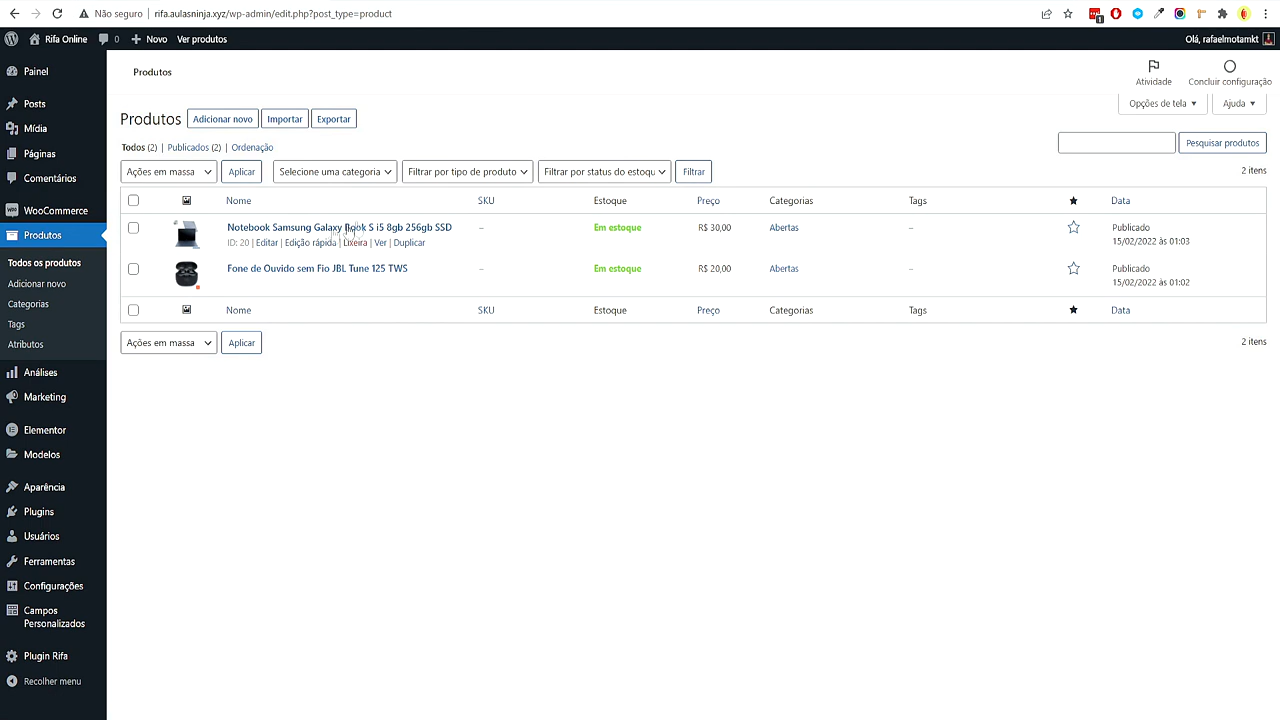 Não seguro | rifa.aulasninja.xyz/wp-admin/edit.php?post_type=product
1
Rifa Online 0 + Novo Ver produtos Olá, rafaelmotamkt
Painel
Posts
Mídia
Páginas
Comentários
WooCommerce
Produtos
Todos os produtos
Adicionar novo
Categorias
Tags
Atributos
Análises
Marketing
Elementor
Modelos
Aparência
Plugins
Usuários
Ferramentas
Configurações
Campos
Personalizados
Plugin Rifa
Recolher menu
Produtos
Atividade Concluir configuração
Opções de tela ▼ Ajuda ▼
Produtos Adicionar novo Importar Exportar
Todos (2) | Publicados (2) | Ordenação
Pesquisar produtos
Ações em massa Aplicar Selecione uma categoria Filtrar por tipo de produto Filtrar por status do estoqu Filtrar
2 itens
Nome SKU Estoque Preço Categorias Tags ★ Data
Notebook Samsung Galaxy Book S i5 8gb 256gb SSD – Em estoque R$ 30,00 Abertas – Publicado
ID: 20 | Editar | Edição rápida | Lixeira | Ver | Duplicar 15/02/2022 às 01:03
Fone de Ouvido sem Fio JBL Tune 125 TWS – Em estoque R$ 20,00 Abertas – Publicado
15/02/2022 às 01:02
Nome SKU Estoque Preço Categorias Tags ★ Data
Ações em massa Aplicar 2 itens